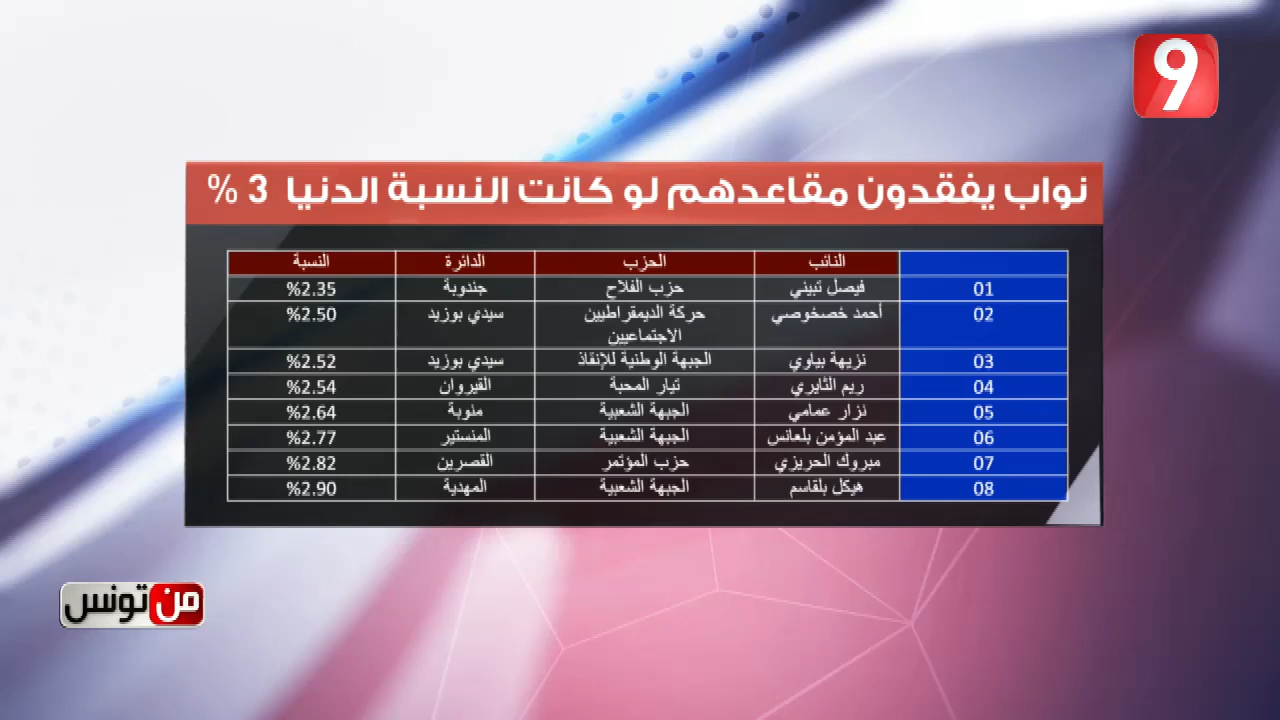 9
نواب يفقدون مقاعدهم لو كانت النسبة الدنيا 3 %
النائب الحزب الدائرة النسبة
01 فيصل تبيني حزب الفلاح جندوبة %2.35
02 أحمد خصخوصي حركة الديمقراطيين سيدي بوزيد %2.50
الاجتماعيين
03 نزيهة بياوي الجبهة الوطنية للإنقاذ سيدي بوزيد %2.52
04 ريم الثايري تيار المحبة القيروان %2.54
05 نزار عمامي الجبهة الشعبية منوبة %2.64
06 عبد المؤمن بلعانس الجبهة الشعبية المنستير %2.77
07 مبروك الحريزي حزب المؤتمر القصرين %2.82
08 هيكل بلقاسم الجبهة الشعبية المهدية %2.90
من تونس